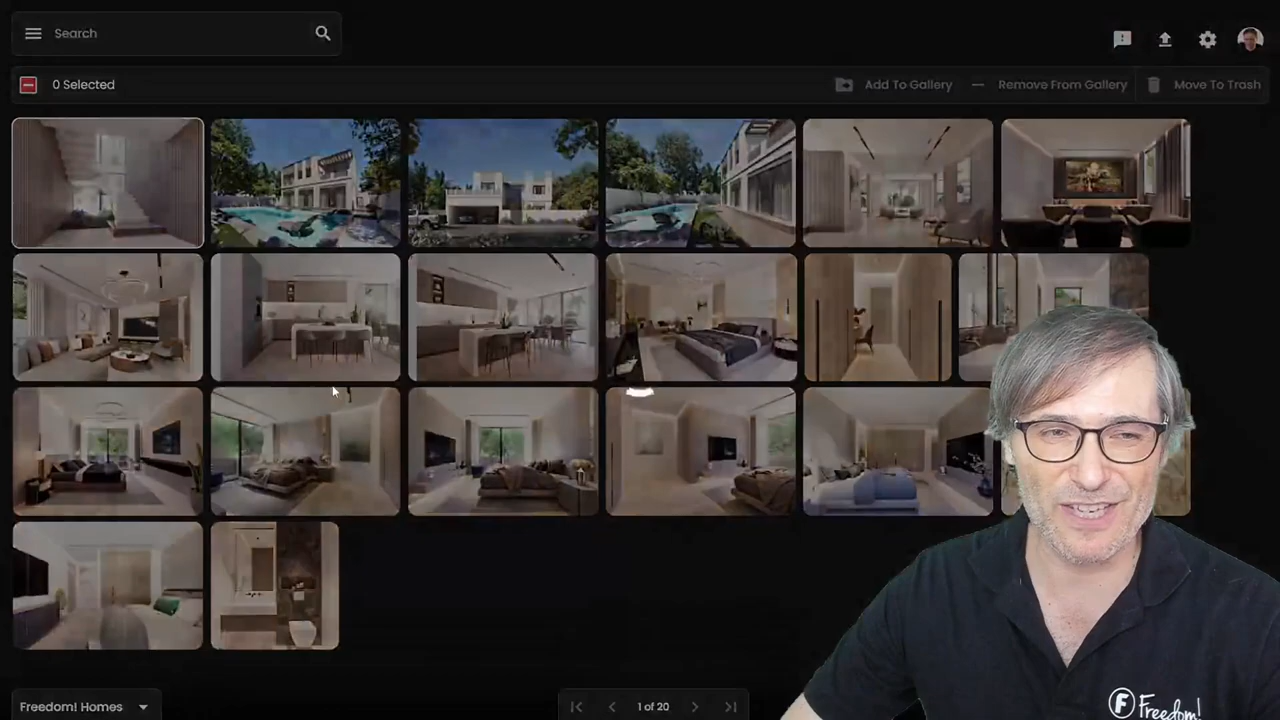 Search
0 Selected
Add To Gallery
Remove From Gallery
Move To Trash
Freedom! Homes
1 of 20
F Freedom!